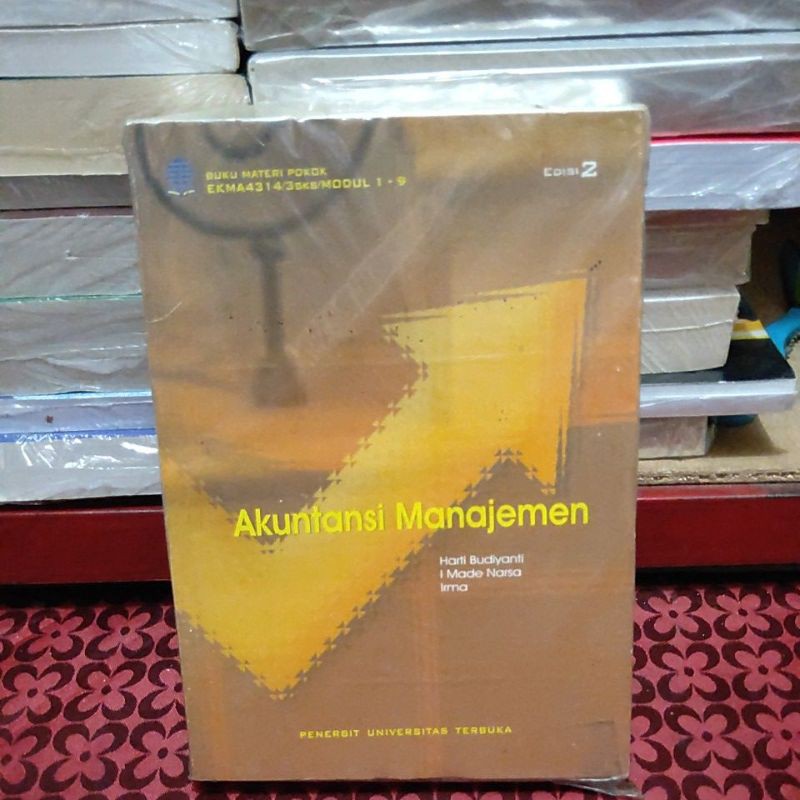 BUKU MATERI POKOK
EKMA4314/3SKS/MODUL 1 - 9
EDISI 2
Akuntansi Manajemen
Harti Budiyanti
I Made Narsa
Irma
PENERBIT UNIVERSITAS TERBUKA